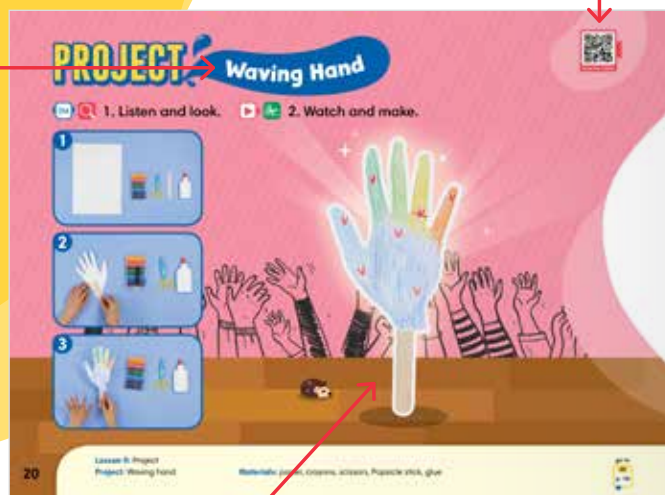 PROJECT
Waving Hand
1. Listen and look.
2. Watch and make.
1
2
3
20
Lesson 9: Project
Project: Waving hand
Materials: paper, crayons, scissors, Popsicle stick, glue